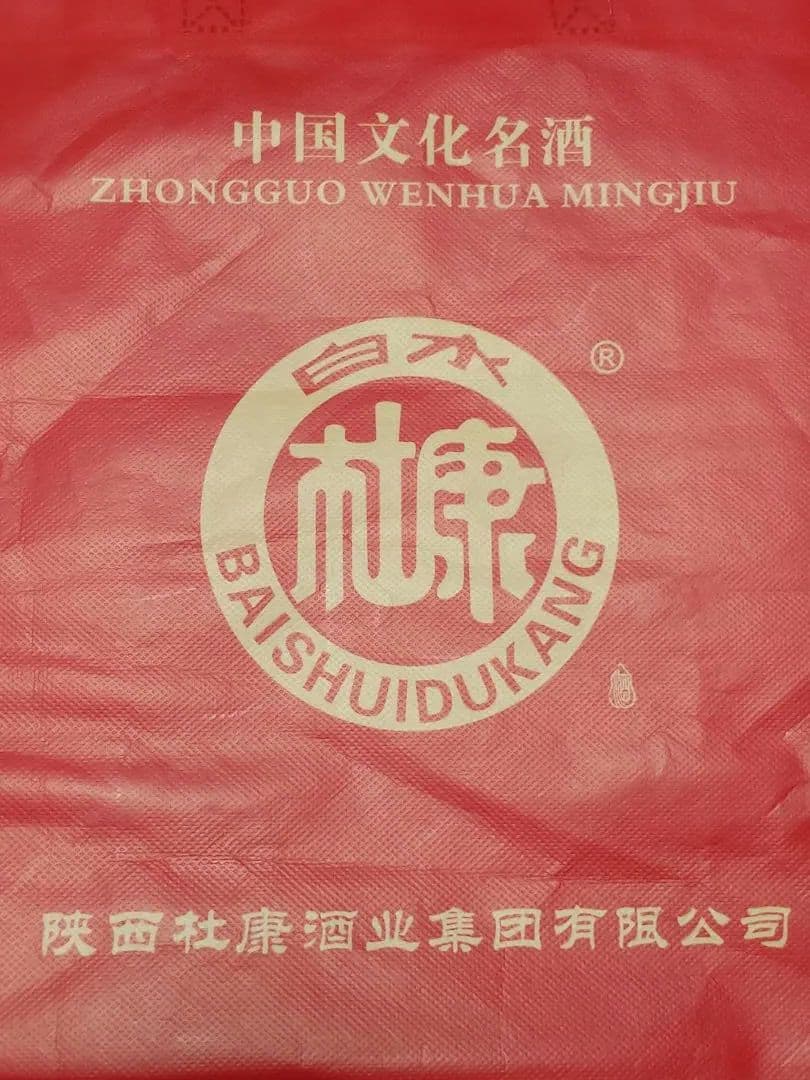 中国文化名酒
ZHONGGUO WENHUA MINGJIU
白水
®
杜康
BAISHUIDUKANG
陕西杜康酒业集团有限公司